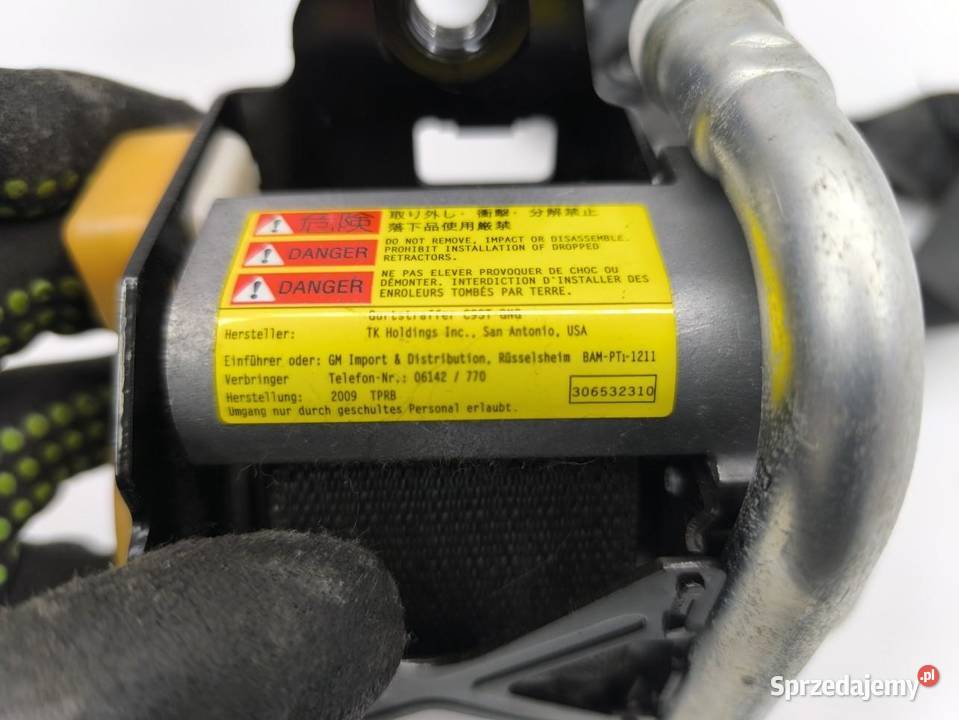 危険 取り外し・衝撃・分解禁止
落下品使用厳禁
DANGER DO NOT REMOVE, IMPACT OR DISASSEMBLE.
PROHIBIT INSTALLATION OF DROPPED
RETRACTORS.
DANGER NE PAS ELEVER PROVOQUER DE CHOC OU
DÉMONTER. INTERDICTION D'INSTALLER DES
ENROLEURS TOMBÉS PAR TERRE.
Gurtstraffer
Hersteller: TK Holdings Inc., San Antonio, USA
Einführer oder: GM Import & Distribution, Rüsselsheim BAM-PT1-1211
Verbringer Telefon-Nr.: 06142 / 770
Herstellung: 2009 TPRB 306532310
Umgang nur durch geschultes Personal erlaubt.
Sprzedajemy.pl